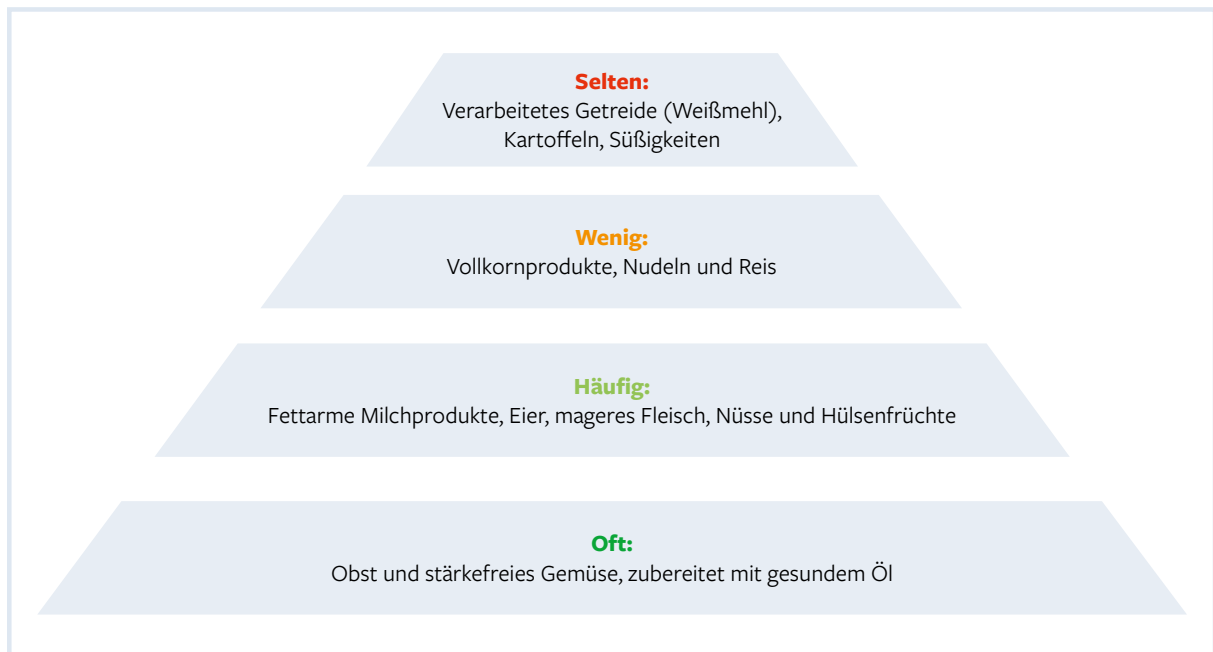 Selten:
Verarbeitetes Getreide (Weißmehl),
Kartoffeln, Süßigkeiten
Wenig:
Vollkornprodukte, Nudeln und Reis
Häufig:
Fettarme Milchprodukte, Eier, mageres Fleisch, Nüsse und Hülsenfrüchte
Oft:
Obst und stärkefreies Gemüse, zubereitet mit gesundem Öl